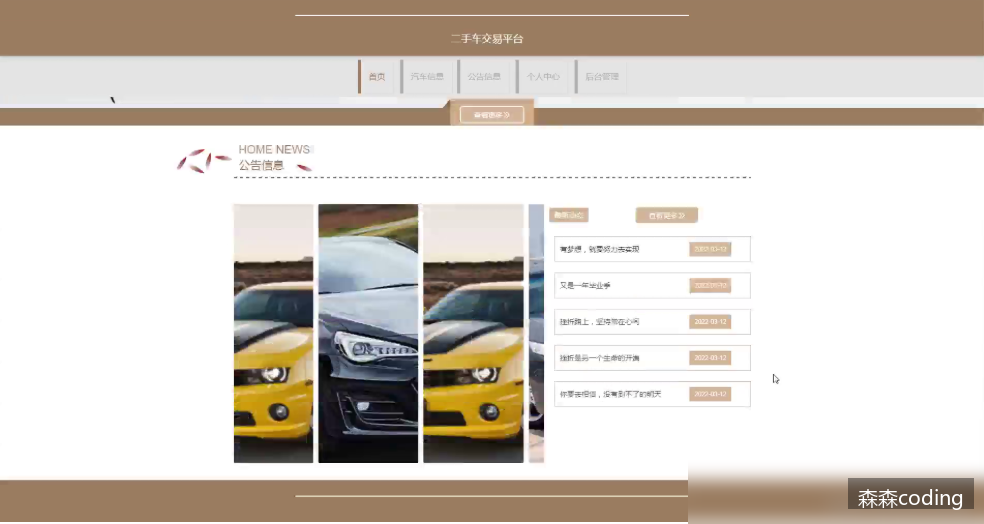 二手车交易平台
首页
汽车信息
公告信息
个人中心
后台管理
查看更多
HOME NEWS
公告信息
查看更多
有梦想，就要努力去实现
2022-03-12
又是一年毕业季
2022-03-12
挫折路上，坚持常在心间
2022-03-12
挫折是另一个生命的开端
2022-03-12
你要去相信，没有到不了的明天
2022-03-12
森森coding